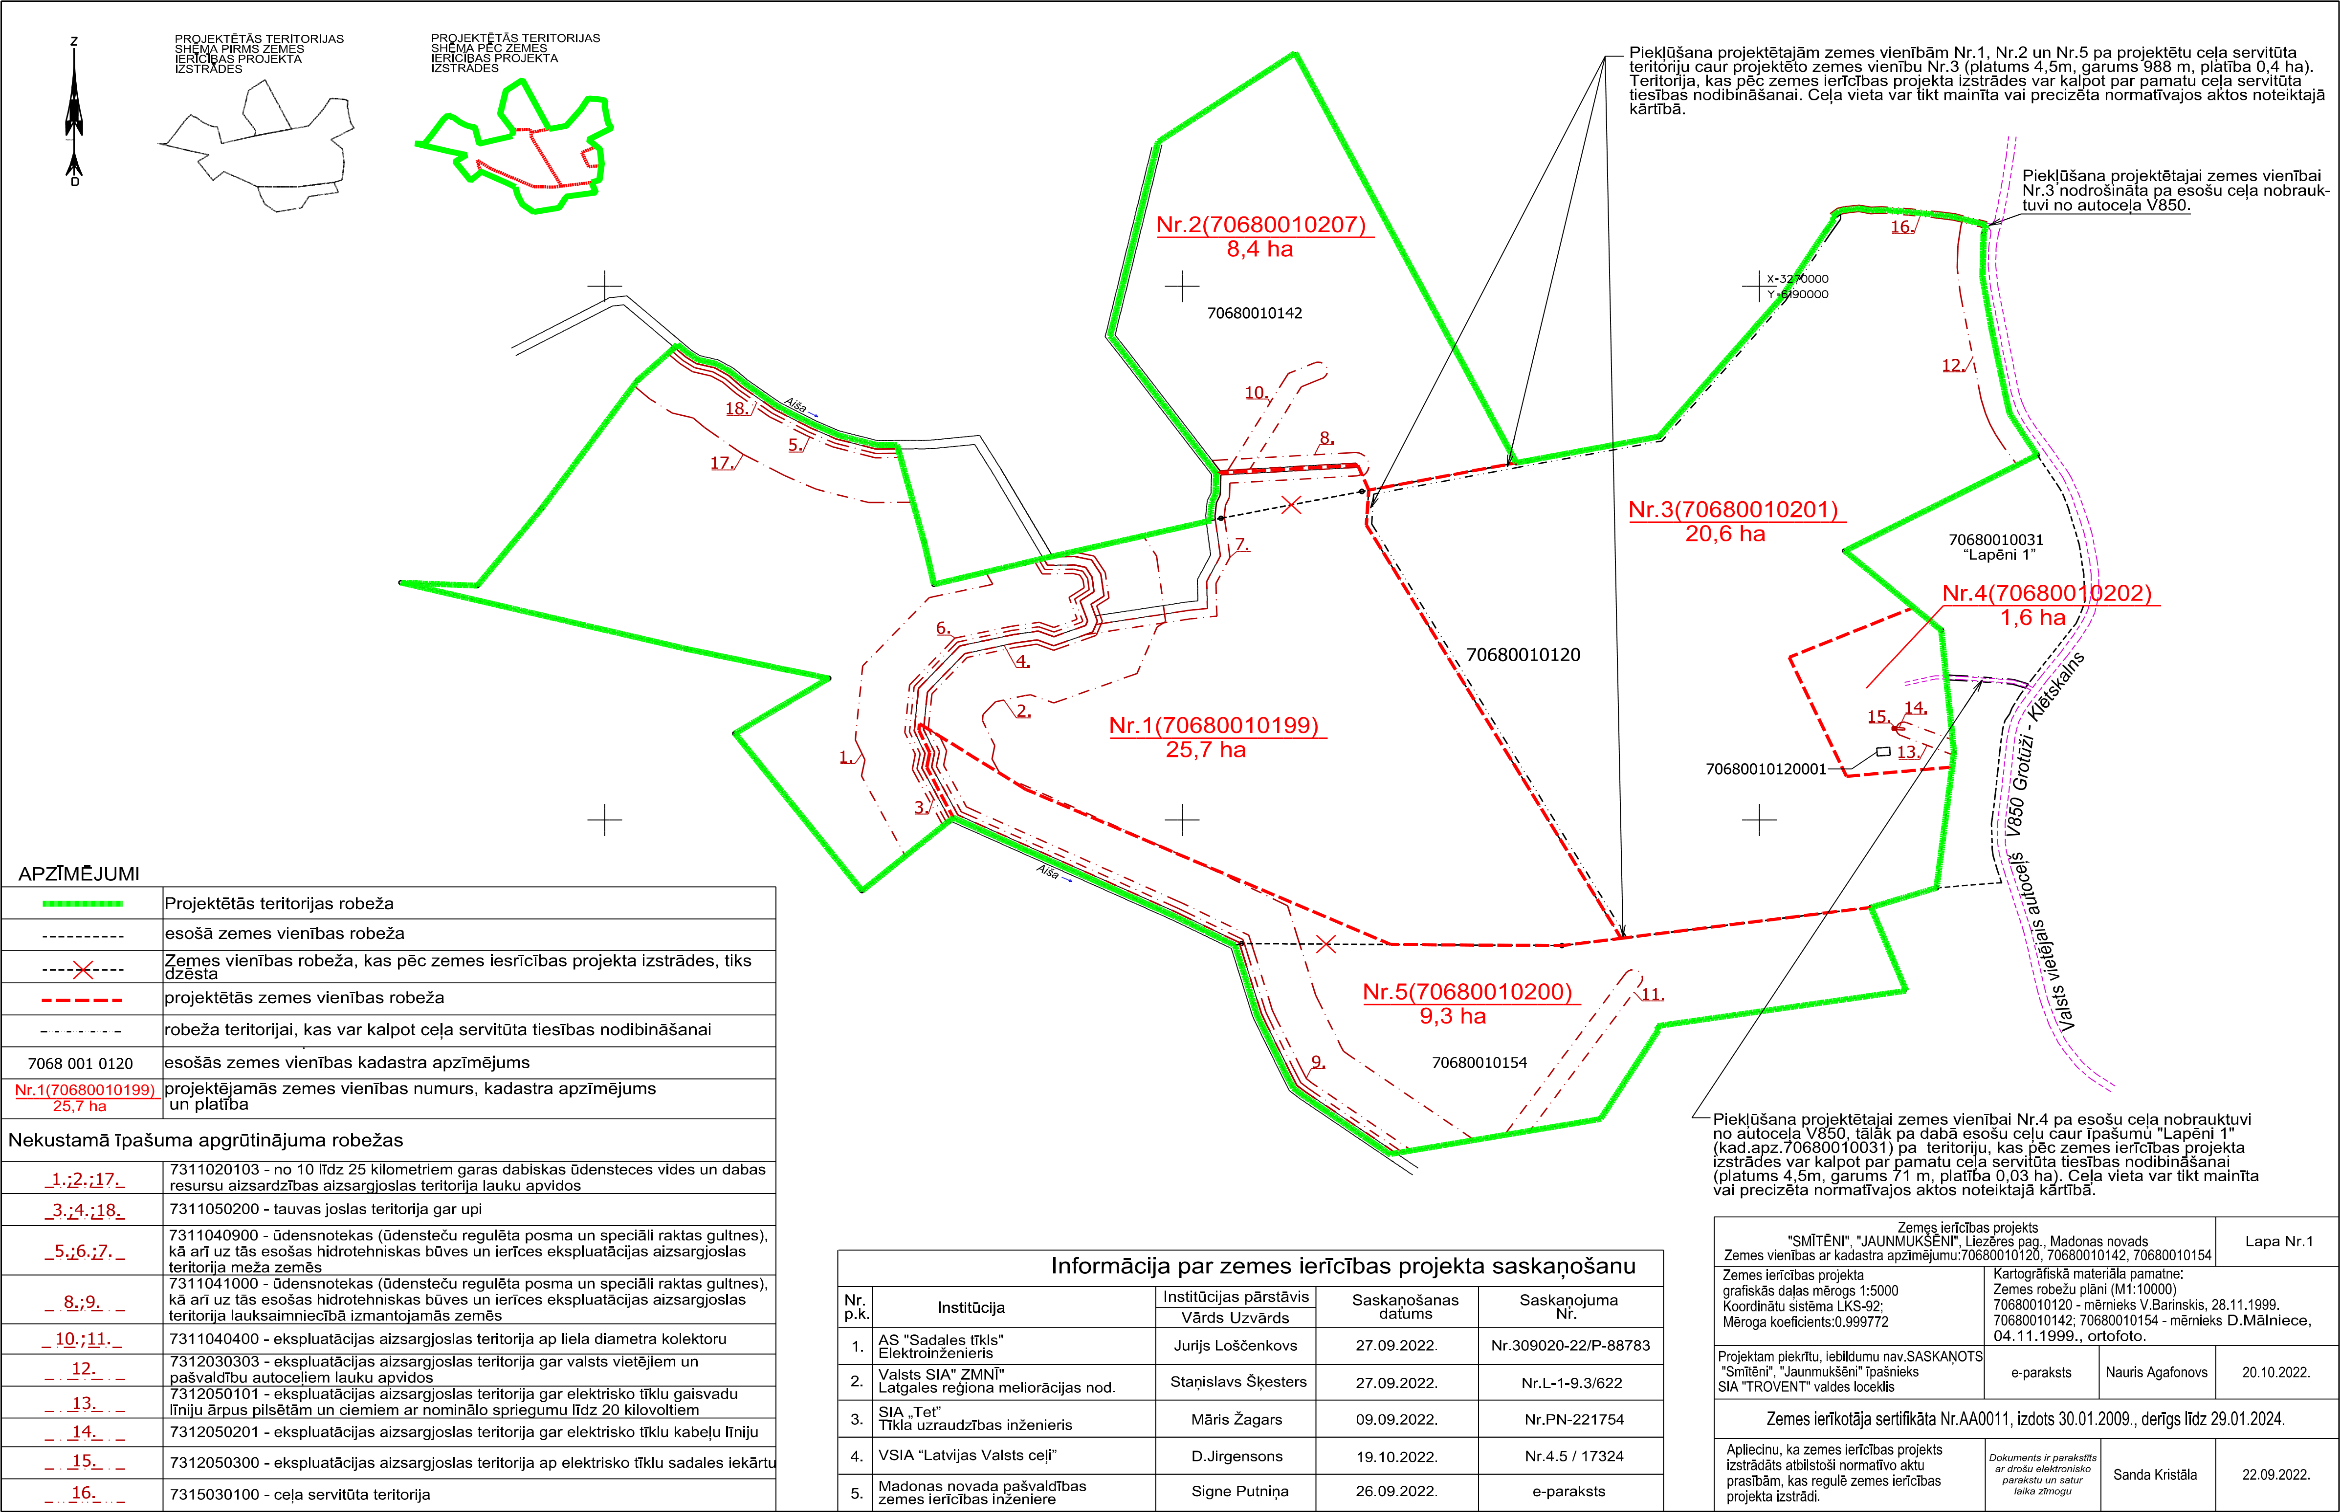 Z
D
PROJEKTĒTĀS TERITORIJAS
SHĒMA PIRMS ZEMES
IERĪCĪBAS PROJEKTA
IZSTRĀDES
PROJEKTĒTĀS TERITORIJAS
SHĒMA PĒC ZEMES
IERĪCĪBAS PROJEKTA
IZSTRĀDES
Piekļūšana projektētajām zemes vienībām Nr.1, Nr.2 un Nr.5 pa projektētu ceļa servitūta
teritoriju caur projektēto zemes vienību Nr.3 (platums 4,5m, garums 988 m, platība 0,4 ha).
Teritorija, kas pēc zemes ierīcības projekta izstrādes var kalpot par pamatu ceļa servitūta
tiesības nodibināšanai. Ceļa vieta var tikt mainīta vai precizēta normatīvajos aktos noteiktajā
kārtībā.
Piekļūšana projektētajai zemes vienībai
Nr.3 nodrošināta pa esošu ceļa nobrauk-
tuvi no autoceļa V850.
Nr.2(70680010207)
8,4 ha
70680010142
16.
X-3270000
Y-6190000
12.
10.
8.
18.
Aiša
5.
17.
7.
Nr.3(70680010201)
20,6 ha
70680010031
"Lapēni 1"
Nr.4(70680010202)
1,6 ha
6.
4.
70680010120
2.
Nr.1(70680010199)
25,7 ha
1.
3.
15.
14.
13.
70680010120001
Valsts vietējais autoceļš V850 Grotūži - Klētskalns
Aiša
Nr.5(70680010200)
9,3 ha
11.
9.
70680010154
Piekļūšana projektētajai zemes vienībai Nr.4 pa esošu ceļa nobrauktuvi
no autoceļa V850, tālāk pa dabā esošu ceļu caur īpašumu "Lapēni 1"
(kad.apz.70680010031) pa teritoriju, kas pēc zemes ierīcības projekta
izstrādes var kalpot par pamatu ceļa servitūta tiesības nodibināšanai
(platums 4,5m, garums 71 m, platība 0,03 ha). Ceļa vieta var tikt mainīta
vai precizēta normatīvajos aktos noteiktajā kārtībā.
APZĪMĒJUMI
Projektētās teritorijas robeža
esošā zemes vienības robeža
Zemes vienības robeža, kas pēc zemes iesrīcības projekta izstrādes, tiks
dzēsta
projektētās zemes vienības robeža
robeža teritorijai, kas var kalpot ceļa servitūta tiesības nodibināšanai
7068 001 0120 esošās zemes vienības kadastra apzīmējums
Nr.1(70680010199) projektējamās zemes vienības numurs, kadastra apzīmējums
25,7 ha un platība
Nekustamā īpašuma apgrūtinājuma robežas
1.;2.;17. 7311020103 - no 10 līdz 25 kilometriem garas dabiskas ūdensteces vides un dabas
resursu aizsardzības aizsargjoslas teritorija lauku apvidos
3.;4.;18. 7311050200 - tauvas joslas teritorija gar upi
5.;6.;7. 7311040900 - ūdensnotekas (ūdensteču regulēta posma un speciāli raktas gultnes),
kā arī uz tās esošas hidrotehniskas būves un ierīces ekspluatācijas aizsargjoslas
teritorija meža zemēs
8.;9. 7311041000 - ūdensnotekas (ūdensteču regulēta posma un speciāli raktas gultnes),
kā arī uz tās esošas hidrotehniskas būves un ierīces ekspluatācijas aizsargjoslas
teritorija lauksaimniecībā izmantojamās zemēs
10.;11. 7311040400 - ekspluatācijas aizsargjoslas teritorija ap liela diametra kolektoru
12. 7312030303 - ekspluatācijas aizsargjoslas teritorija gar valsts vietējiem un
pašvaldību autoceļiem lauku apvidos
13. 7312050101 - ekspluatācijas aizsargjoslas teritorija gar elektrisko tīklu gaisvadu
līniju ārpus pilsētām un ciemiem ar nominālo spriegumu līdz 20 kilovoltiem
14. 7312050201 - ekspluatācijas aizsargjoslas teritorija gar elektrisko tīklu kabeļu līniju
15. 7312050300 - ekspluatācijas aizsargjoslas teritorija ap elektrisko tīklu sadales iekārtu
16. 7315030100 - ceļa servitūta teritorija
Informācija par zemes ierīcības projekta saskaņošanu
Nr. p.k. Institūcija Institūcijas pārstāvis Vārds Uzvārds Saskaņošanas datums Saskaņojuma Nr.
1. AS "Sadales tīkls" Elektroinženieris Jurijs Loščenkovs 27.09.2022. Nr.309020-22/P-88783
2. Valsts SIA" ZMNĪ" Latgales reģiona meliorācijas nod. Staņislavs Šķesters 27.09.2022. Nr.L-1-9.3/622
3. SIA „Tet" Tīkla uzraudzības inženieris Māris Žagars 09.09.2022. Nr.PN-221754
4. VSIA "Latvijas Valsts ceļi" D.Jirgensons 19.10.2022. Nr.4.5 / 17324
5. Madonas novada pašvaldības zemes ierīcības inženiere Signe Putniņa 26.09.2022. e-paraksts
Zemes ierīcības projekts
"SMĪTĒNI", "JAUNMUKŠĒNI", Liezēres pag., Madonas novads
Zemes vienības ar kadastra apzīmējumu:70680010120, 70680010142, 70680010154
Lapa Nr.1
Zemes ierīcības projekta
grafiskās daļas mērogs 1:5000
Koordinātu sistēma LKS-92;
Mēroga koeficients:0.999772
Kartogrāfiskā materiāla pamatne:
Zemes robežu plāni (M1:10000)
70680010120 - mērnieks V.Barinskis, 28.11.1999.
70680010142; 70680010154 - mērnieks D.Mālniece,
04.11.1999., ortofoto.
Projektam piekrītu, iebildumu nav.SASKAŅOTS
"Smītēni", "Jaunmukšēni" īpašnieks
SIA "TROVENT" valdes loceklis
e-paraksts
Nauris Agafonovs
20.10.2022.
Zemes ierīkotāja sertifikāta Nr.AA0011, izdots 30.01.2009., derīgs līdz 29.01.2024.
Apliecinu, ka zemes ierīcības projekts
izstrādāts atbilstoši normatīvo aktu
prasībām, kas regulē zemes ierīcības
projekta izstrādi.
Dokuments ir parakstīts
ar drošu elektronisko
parakstu un satur
laika zīmogu
Sanda Kristāla
22.09.2022.